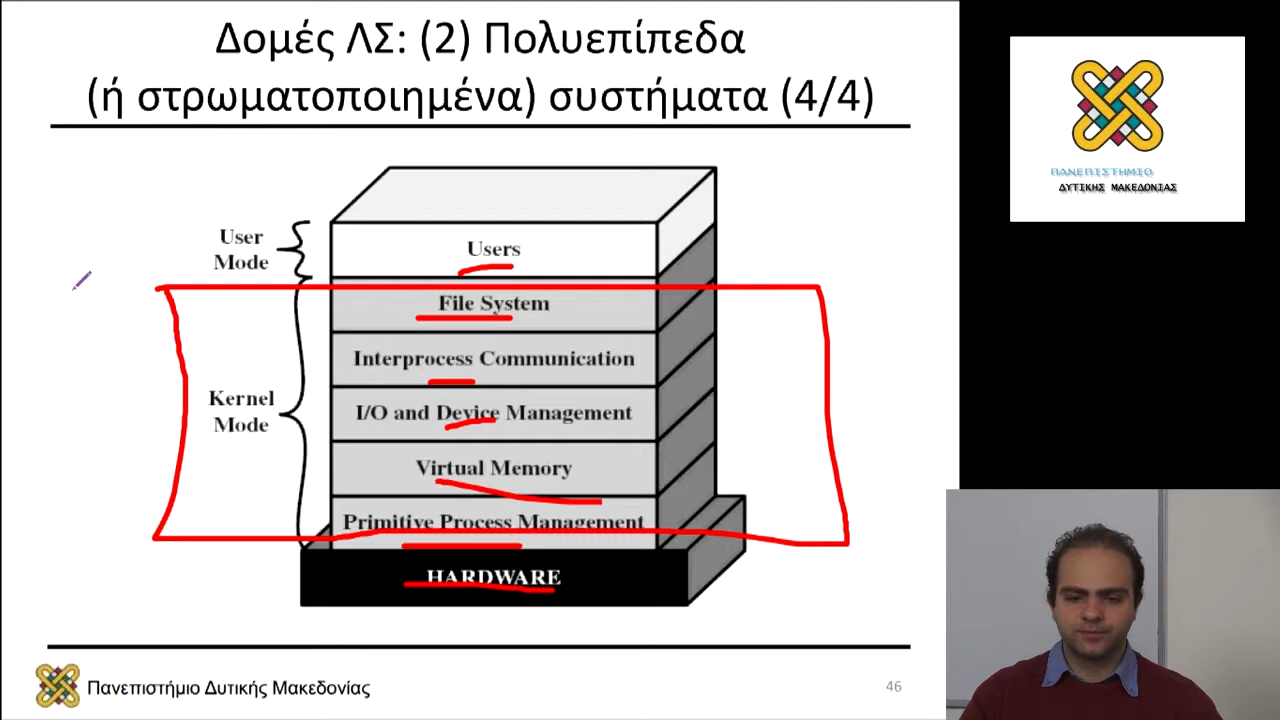 Δομές ΛΣ: (2) Πολυεπίπεδα
(ή στρωματοποιημένα) συστήματα (4/4)
ΠΑΝΕΠΙΣΤΗΜΙΟ
ΔΥΤΙΚΗΣ ΜΑΚΕΔΟΝΙΑΣ
User
Mode
Users
File System
Interprocess Communication
Kernel
Mode
I/O and Device Management
Virtual Memory
Primitive Process Management
HARDWARE
Πανεπιστήμιο Δυτικής Μακεδονίας
46